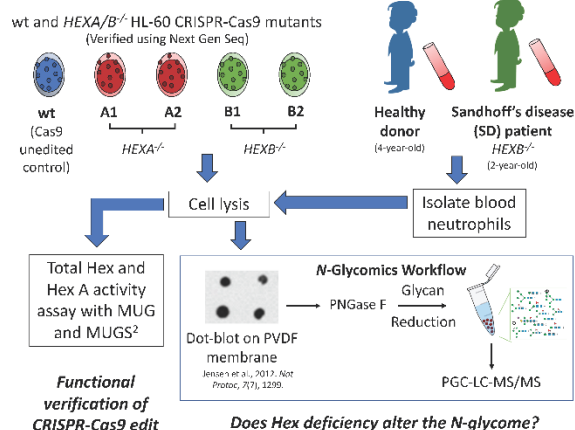 wt and HEXA/B-/- HL-60 CRISPR-Cas9 mutants
(Verified using Next Gen Seq)
wt
(Cas9
unedited
control)
A1 A2 B1 B2
HEXA-/- HEXB-/-
Healthy
donor
(4-year-old)
Sandhoff's disease
(SD) patient
HEXB-/-
(2-year-old)
Cell lysis
Isolate blood
neutrophils
Total Hex and
Hex A activity
assay with MUG
and MUGS2
Functional
verification of
CRISPR-Cas9 edit
N-Glycomics Workflow
Dot-blot on PVDF
membrane
Jensen et al., 2012. Nat
Protoc, 7(7), 1299.
PNGase F
Glycan
Reduction
PGC-LC-MS/MS
Does Hex deficiency alter the N-glycome?